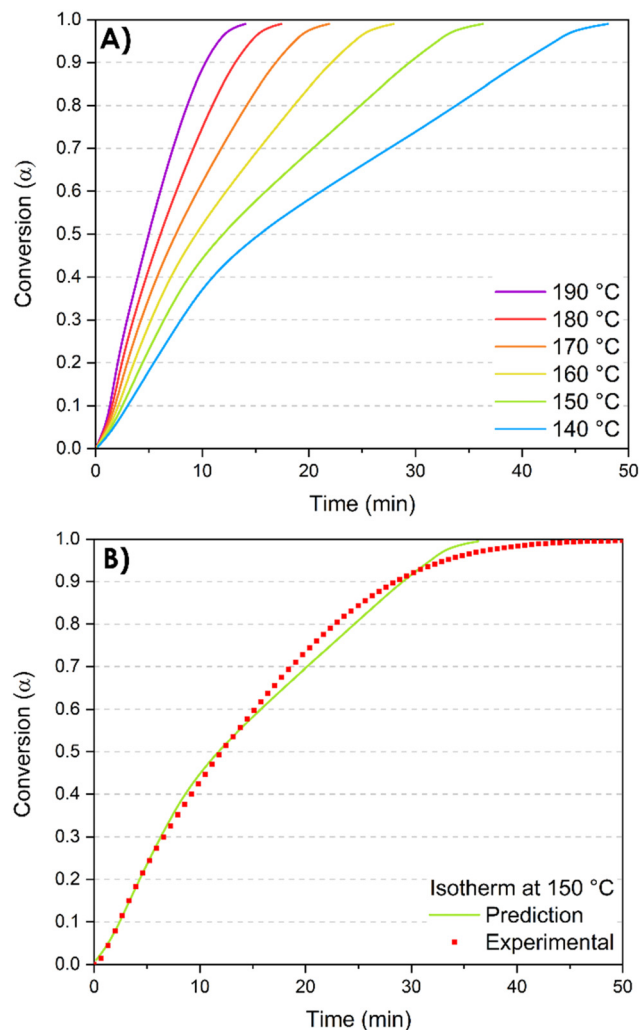 A)
1.0
0.9
0.8
0.7
0.6
0.5
0.4
0.3
0.2
0.1
0.0
Conversion (α)
190 °C
180 °C
170 °C
160 °C
150 °C
140 °C
0 10 20 30 40 50
Time (min)
B)
1.0
0.9
0.8
0.7
0.6
0.5
0.4
0.3
0.2
0.1
0.0
Conversion (α)
Isotherm at 150 °C
Prediction
Experimental
0 10 20 30 40 50
Time (min)